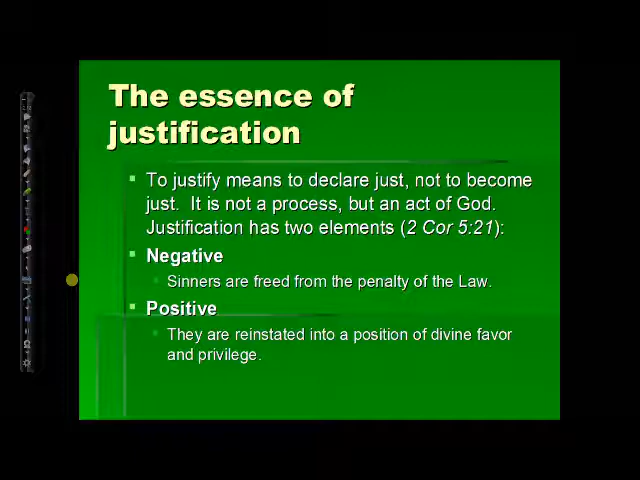 The essence of
justification
To justify means to declare just, not to become
just. It is not a process, but an act of God.
Justification has two elements (2 Cor 5:21):
Negative
Sinners are freed from the penalty of the Law.
Positive
They are reinstated into a position of divine favor
and privilege.